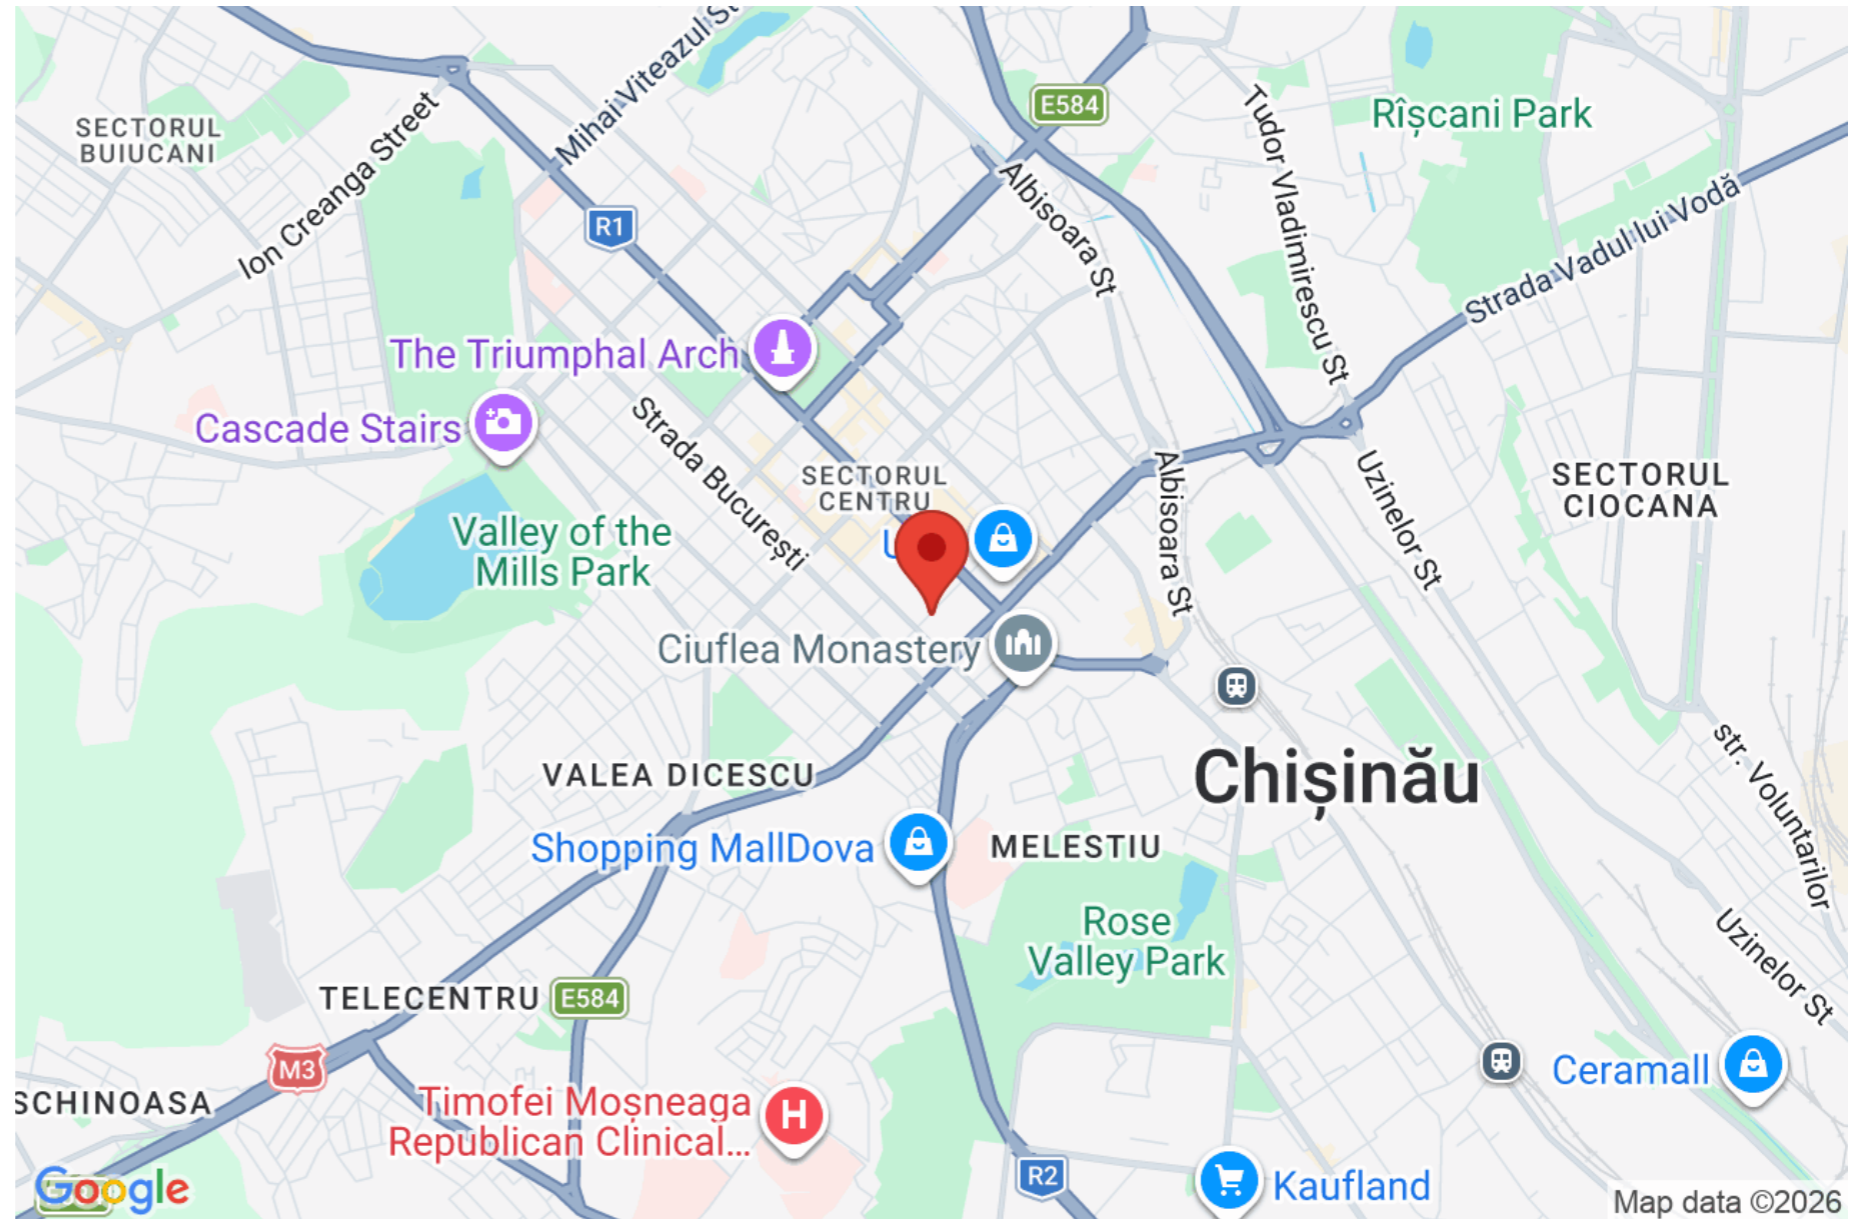 Mihai Viteazul St
E584
Rîșcani Park
SECTORUL
BUIUCANI
Ion Creanga Street
Tudor Vladimirescu St
Albisoara St
R1
Strada Vadul lui Vodă
The Triumphal Arch
Cascade Stairs
Strada București
SECTORUL
CENTRU
Albisoara St
Uzinelor St
SECTORUL
CIOCANA
Valley of the
Mills Park
Ciuflea Monastery
Chișinău
str. Voluntarilor
VALEA DICESCU
Shopping MallDova
MELESTIU
Rose
Valley Park
Uzinelor St
TELECENTRU
E584
M3
SCHINOASA
Timofei Moșneaga
Republican Clinical...
H
Ceramall
R2
Kaufland
Google
Map data ©2026